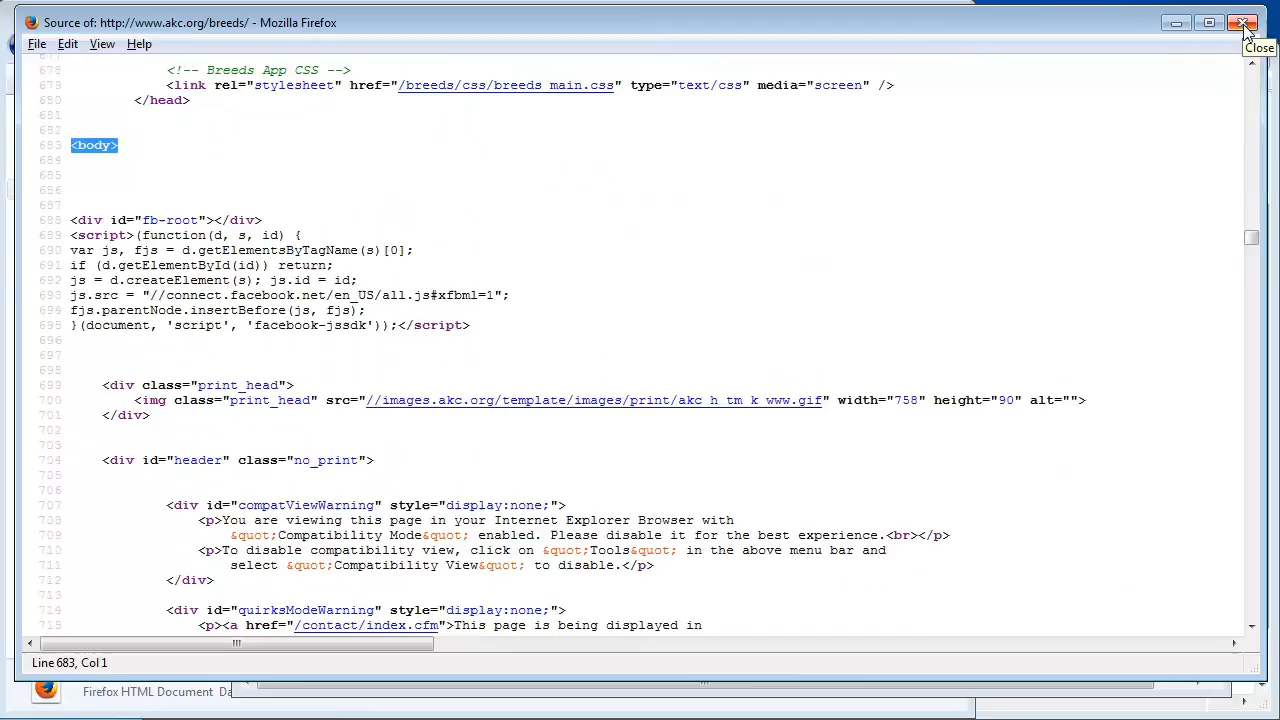 Source of: http://www.akc.org/breeds/ - Mozilla Firefox
File Edit View Help
Close
677
678 <!-- Breeds App CSS -->
679 <link rel="stylesheet" href="/breeds/css/breeds_main.css" type="text/css" media="screen" />
680 </head>
681
682
683 <body>
684
685
686
687
688 <div id="fb-root"></div>
689 <script>(function(d, s, id) {
690 var js, fjs = d.getElementsByTagName(s)[0];
691 if (d.getElementById(id)) return;
692 js = d.createElement(s); js.id = id;
693 js.src = "//connect.facebook.net/en_US/all.js#xfbml=1";
694 fjs.parentNode.insertBefore(js, fjs);
695 }(document, 'script', 'facebook-jssdk'));</script>
696
697
698
699 <div class="print_head">
700 <img class="print_head" src="//images.akc.org/template/images/print/akc_h_tm_k_www.gif" width="758" height="90" alt="">
701 </div>
702
703
704 <div id="header" class="no_print">
705
706
707 <div id="compatViewWarning" style="display:none;">
708 <p>You are viewing this page in your Internet Explorer Browser with
709 &quot;Compatibility Mode&quot; enabled. Please disable it for the best experience.<br></p>
710 <p>To disable compatibility view, click on &quot;Tools&quot; in the above menu bar and
711 select &quot;Compatibility View&quot; to disable.</p>
712 </div>
713
714 <div id="quirksModeWarning" style="display:none;">
715 <p><a href="/contact/index.cfm">This page is being displayed in
Line 683, Col 1
Firefox HTML Document Da